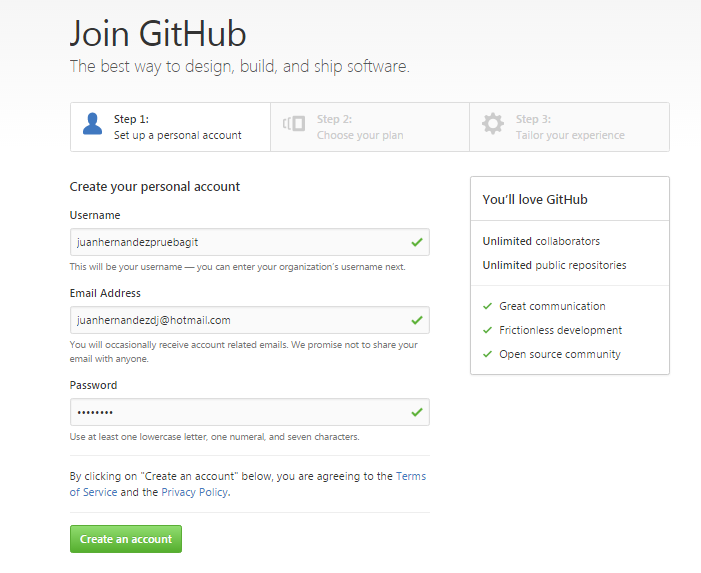 Join GitHub
The best way to design, build, and ship software.
Step 1:
Set up a personal account
Step 2:
Choose your plan
Step 3:
Tailor your experience
Create your personal account
Username
juanhernandezpruebagit
This will be your username — you can enter your organization's username next.
Email Address
juanhernandezdj@hotmail.com
You will occasionally receive account related emails. We promise not to share your
email with anyone.
Password
••••••••
Use at least one lowercase letter, one numeral, and seven characters.
By clicking on "Create an account" below, you are agreeing to the Terms
of Service and the Privacy Policy.
Create an account
You'll love GitHub
Unlimited collaborators
Unlimited public repositories
Great communication
Frictionless development
Open source community